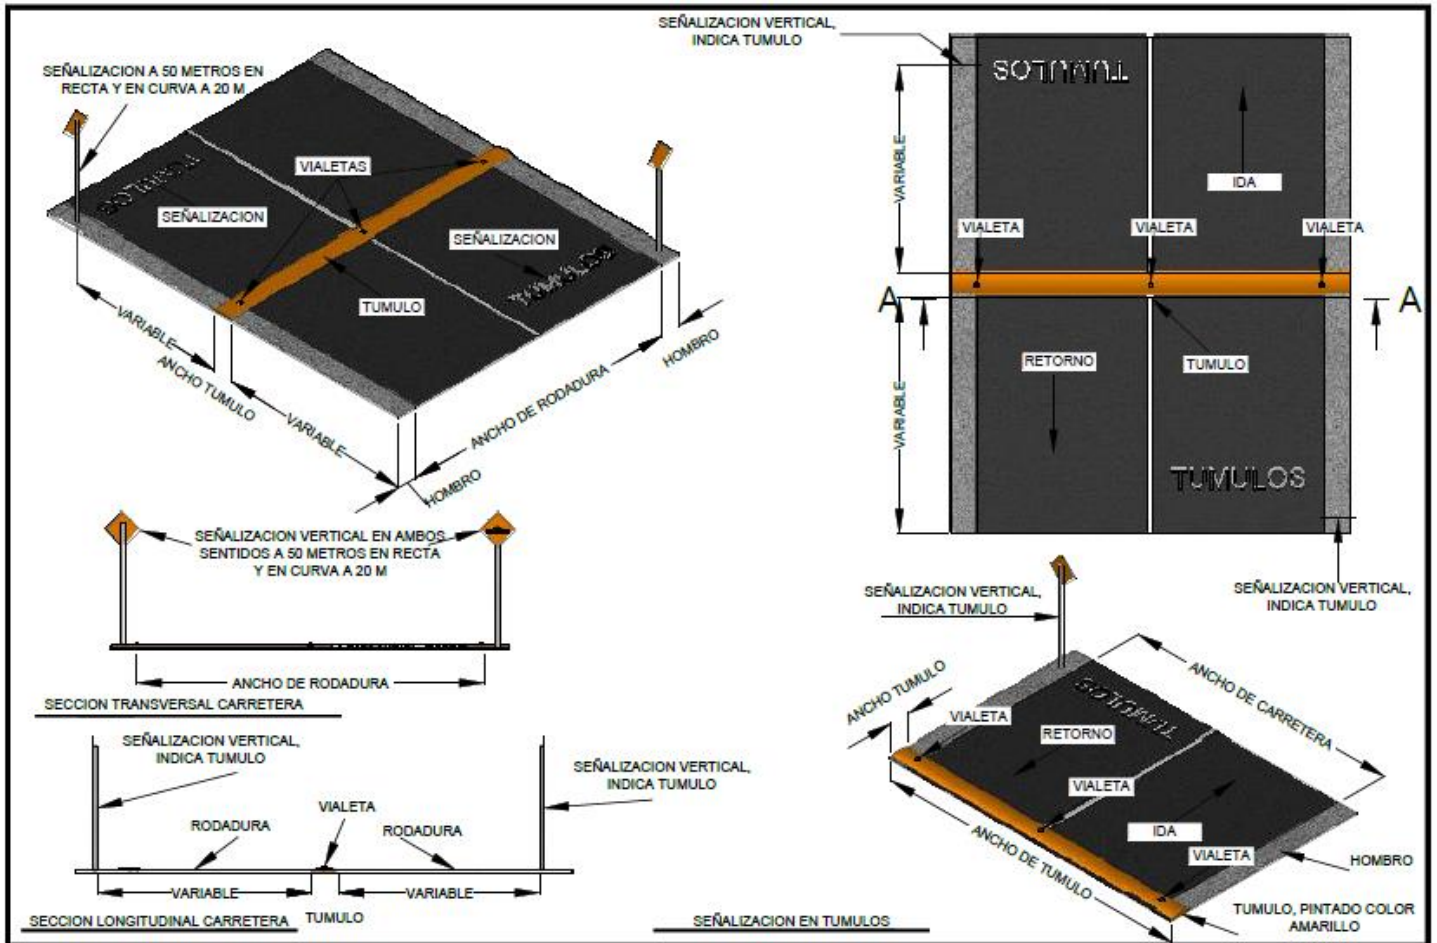 SEÑALIZACION A 50 METROS EN
RECTA Y EN CURVA A 20 M
TUMULOS
VIALETAS
SEÑALIZACION
SEÑALIZACION
TUMULOS
TUMULO
VARIABLE
ANCHO TUMULO
VARIABLE
HOMBRO
ANCHO DE RODADURA
HOMBRO
SEÑALIZACION VERTICAL,
INDICA TUMULO
TUMULOS
VARIABLE
IDA
VIALETA
VIALETA
VIALETA
A
A
RETORNO
TUMULO
VARIABLE
TUMULOS
SEÑALIZACION VERTICAL,
INDICA TUMULO
SEÑALIZACION VERTICAL EN AMBOS
SENTIDOS A 50 METROS EN RECTA
Y EN CURVA A 20 M
ANCHO DE RODADURA
SECCION TRANSVERSAL CARRETERA
SEÑALIZACION VERTICAL,
INDICA TUMULO
SEÑALIZACION VERTICAL,
INDICA TUMULO
VIALETA
RODADURA
RODADURA
VARIABLE
VARIABLE
SECCION LONGITUDINAL CARRETERA
TUMULO
SEÑALIZACION VERTICAL,
INDICA TUMULO
ANCHO TUMULO
ANCHO DE CARRETERA
TUMULOS
VIALETA
RETORNO
VIALETA
IDA
VIALETA
ANCHO DE TUMULO
HOMBRO
TUMULO, PINTADO COLOR
AMARILLO
SEÑALIZACION EN TUMULOS